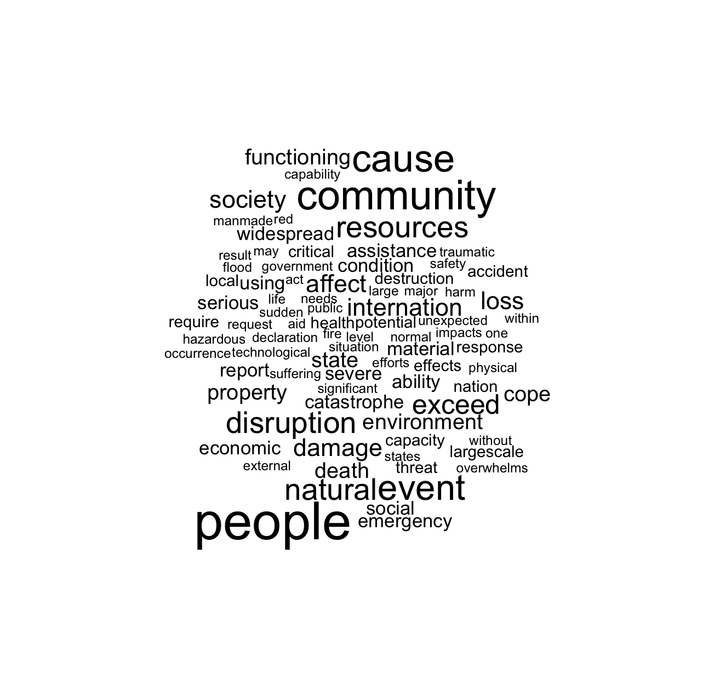 functioning cause
capability
society community
manmade red
widespread resources
result may critical assistance traumatic
flood government condition safety accident
local using act affect destruction
large major harm
serious life needs internation loss
sudden public
require request aid health potential unexpected within
hazardous declaration fire level normal impacts one
occurrence technological situation material response
state efforts effects physical
report suffering severe
significant ability nation
property catastrophe exceed cope
disruption environment
economic damage capacity without
states largescale
external death threat overwhelms
natural event
people social
emergency